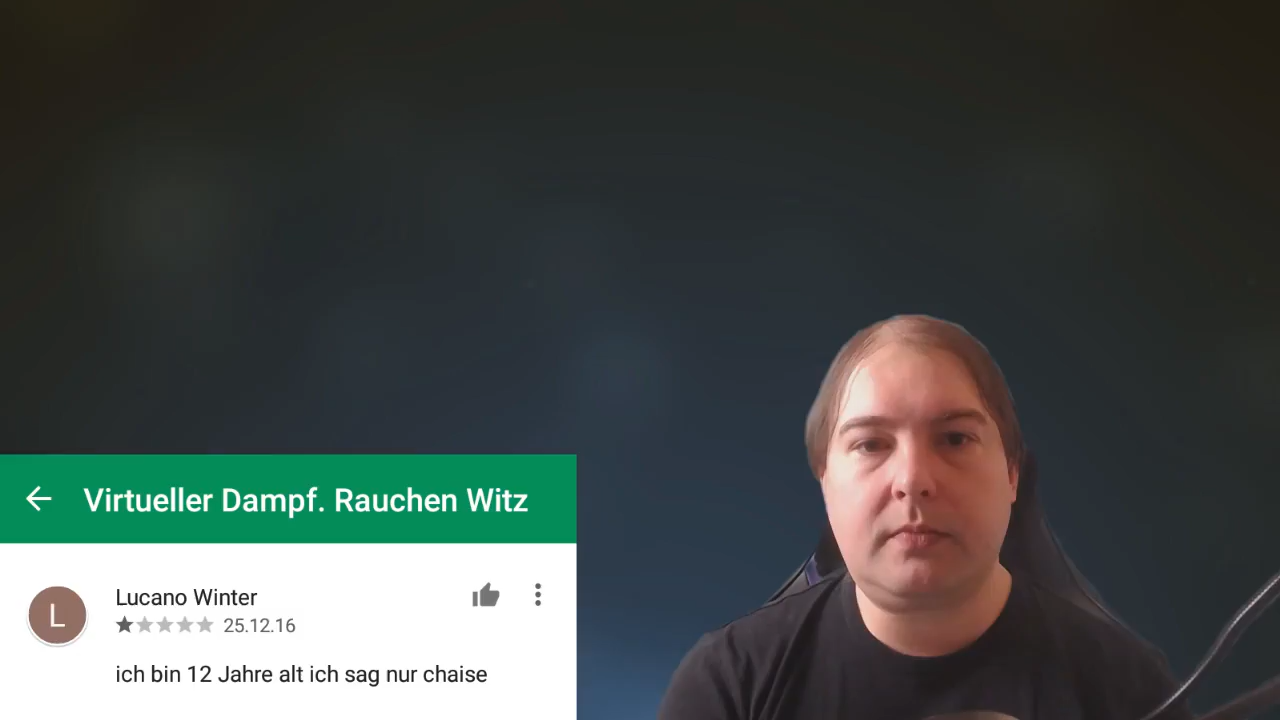 Virtueller Dampf. Rauchen Witz
L
Lucano Winter
25.12.16
ich bin 12 Jahre alt ich sag nur chaise